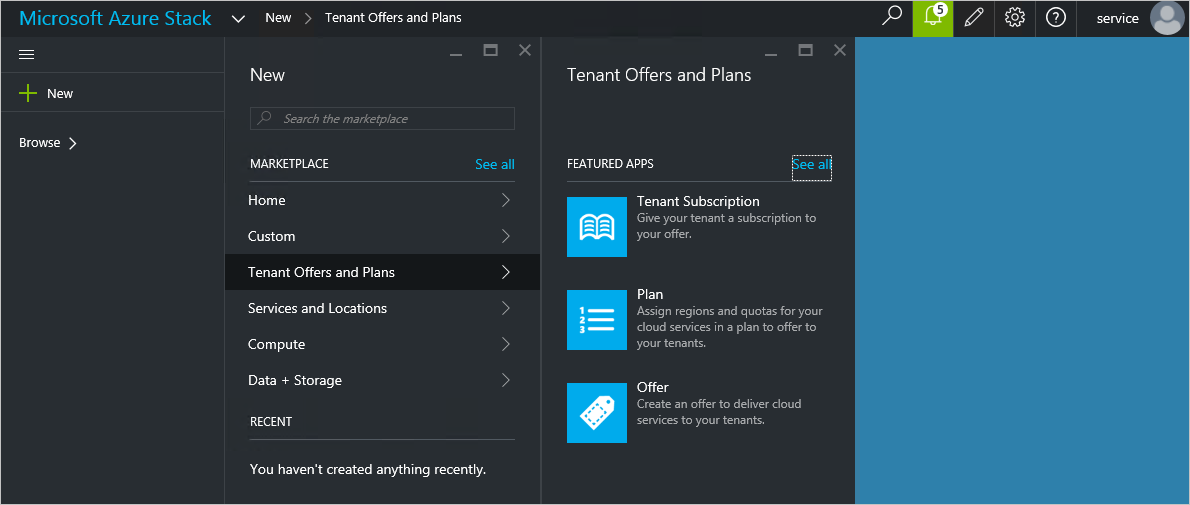 Microsoft Azure Stack New Tenant Offers and Plans 5 service
New
Browse
New
Search the marketplace
MARKETPLACE See all
Home
Custom
Tenant Offers and Plans
Services and Locations
Compute
Data + Storage
RECENT
You haven't created anything recently.
Tenant Offers and Plans
FEATURED APPS See all
Tenant Subscription
Give your tenant a subscription to
your offer.
1
2
3
Plan
Assign regions and quotas for your
cloud services in a plan to offer to
your tenants.
Offer
Create an offer to deliver cloud
services to your tenants.